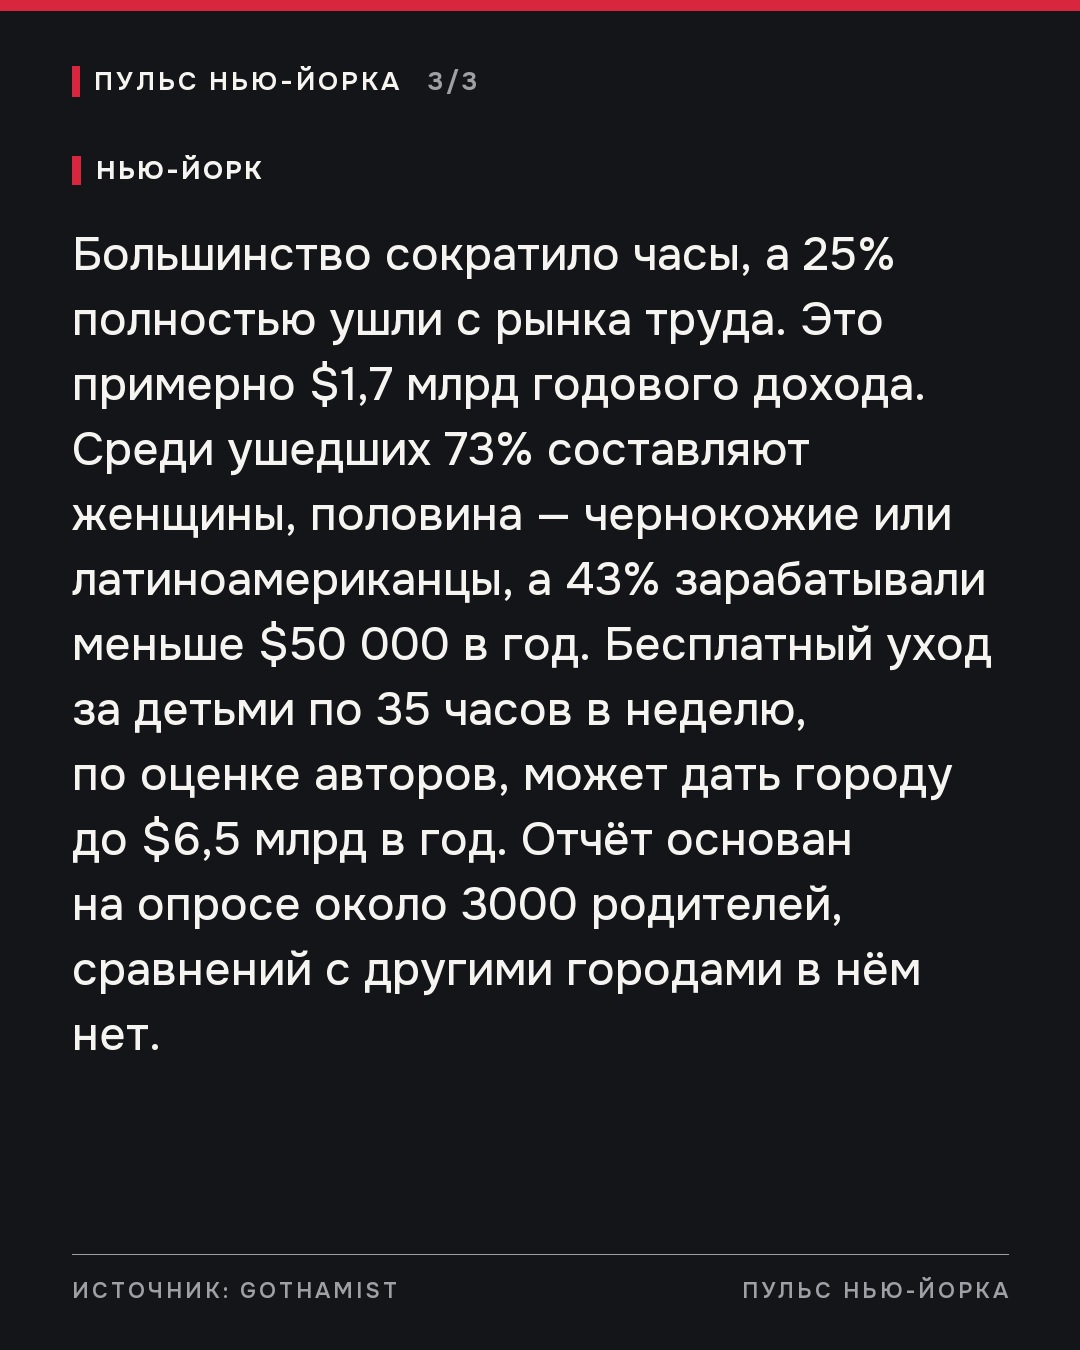 ПУЛЬС НЬЮ-ЙОРКА 3/3
НЬЮ-ЙОРК
Большинство сократило часы, а 25%
полностью ушли с рынка труда. Это
примерно $1,7 млрд годового дохода.
Среди ушедших 73% составляют
женщины, половина — чернокожие или
латиноамериканцы, а 43% зарабатывали
меньше $50 000 в год. Бесплатный уход
за детьми по 35 часов в неделю,
по оценке авторов, может дать городу
до $6,5 млрд в год. Отчёт основан
на опросе около 3000 родителей,
сравнений с другими городами в нём
нет.
ИСТОЧНИК: GOTHAMIST
ПУЛЬС НЬЮ-ЙОРКА